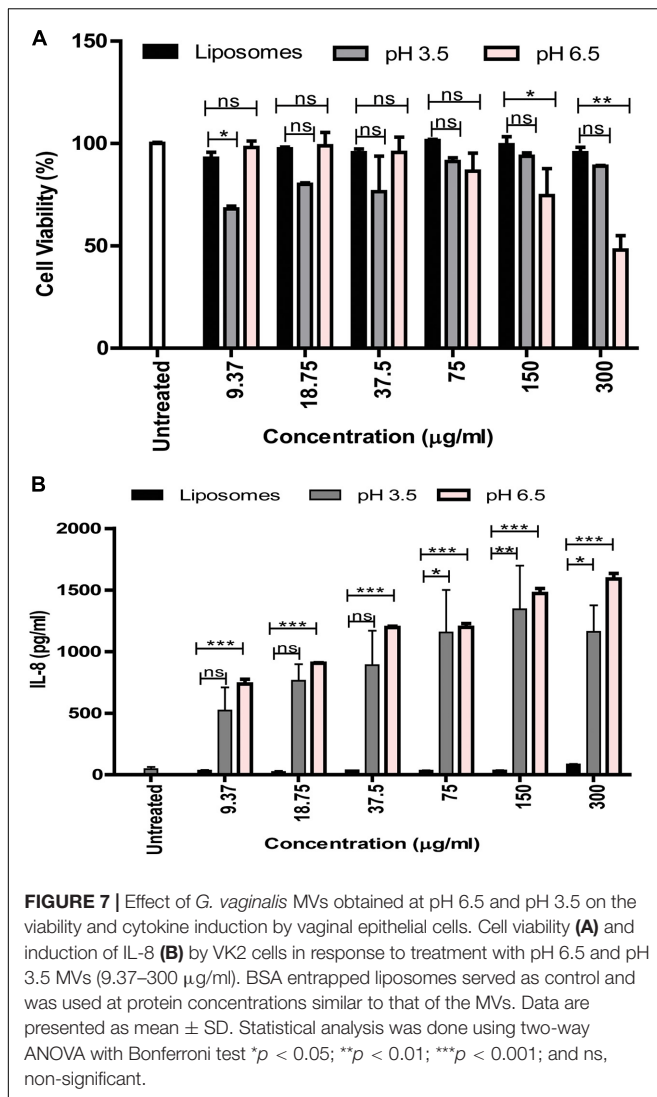 A
Liposomes pH 3.5 pH 6.5
150
100
50
0
Cell Viability (%)
ns * ns ns ns ns ns ns * ns ** ns
Untreated 9.37 18.75 37.5 75 150 300
Concentration (µg/ml)
B
Liposomes pH 3.5 pH 6.5
2000
1500
1000
500
0
IL-8 (pg/ml)
*** ns *** ns *** ns *** * *** ** *** *
Untreated 9.37 18.75 37.5 75 150 300
Concentration (µg/ml)
FIGURE 7 | Effect of G. vaginalis MVs obtained at pH 6.5 and pH 3.5 on the
viability and cytokine induction by vaginal epithelial cells. Cell viability (A) and
induction of IL-8 (B) by VK2 cells in response to treatment with pH 6.5 and pH
3.5 MVs (9.37–300 µg/ml). BSA entrapped liposomes served as control and
was used at protein concentrations similar to that of the MVs. Data are
presented as mean ± SD. Statistical analysis was done using two-way
ANOVA with Bonferroni test *p < 0.05; **p < 0.01; ***p < 0.001; and ns,
non-significant.